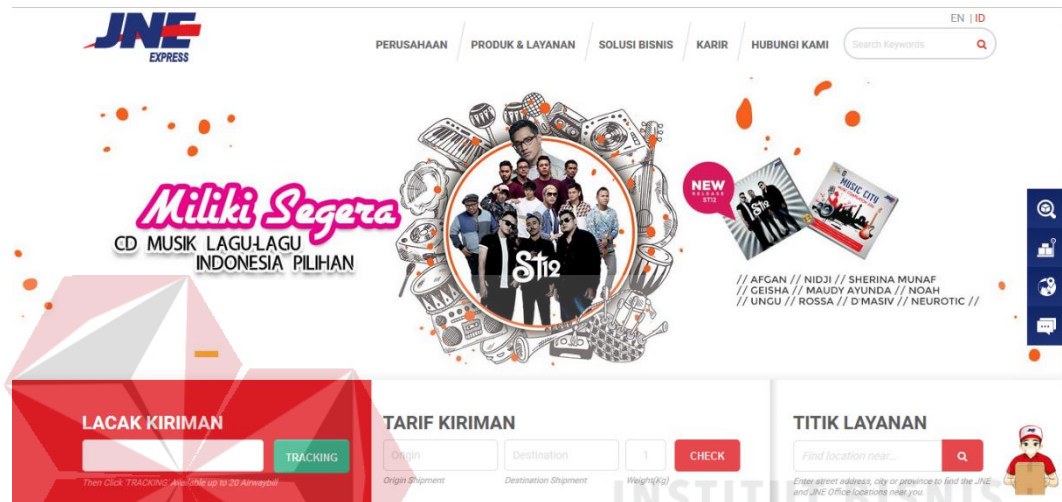 EN | ID
JNE
EXPRESS
PERUSAHAAN
PRODUK & LAYANAN
SOLUSI BISNIS
KARIR
HUBUNGI KAMI
Search Keywords
Miliki Segera
CD MUSIK LAGU-LAGU
INDONESIA PILIHAN
ST12
NEW
RELEASE
ST12
ST12
MUSIC CITY
// AFGAN // NIDJI // SHERINA MUNAF
// GEISHA // MAUDY AYUNDA // NOAH
// UNGU // ROSSA // D'MASIV // NEUROTIC //
LACAK KIRIMAN
TRACKING
Then Click 'TRACKING' Available up to 20 Airwaybill
TARIF KIRIMAN
Origin
Destination
1
CHECK
Origin Shipment
Destination Shipment
Weight(Kg)
TITIK LAYANAN
Find location near...
Enter street address, city or province to find the JNE
and JNE Office locations near you.